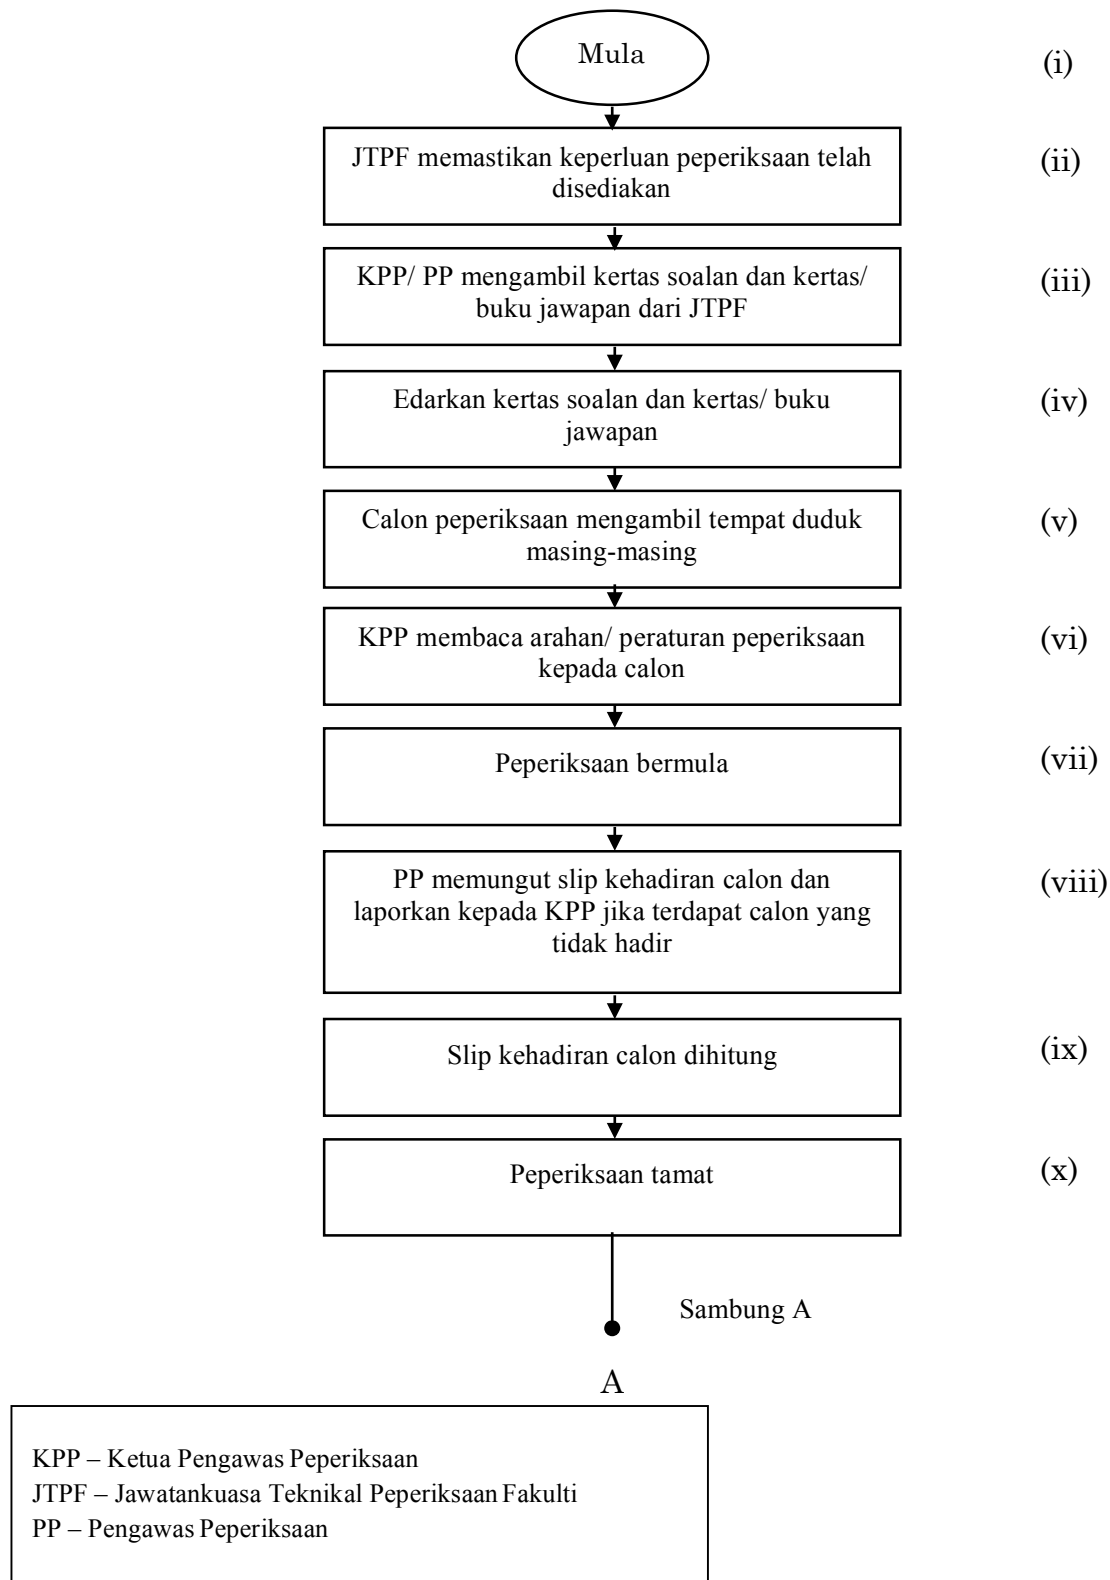 Mula
(i)
JTPF memastikan keperluan peperiksaan telah
disediakan
(ii)
KPP/ PP mengambil kertas soalan dan kertas/
buku jawapan dari JTPF
(iii)
Edarkan kertas soalan dan kertas/ buku
jawapan
(iv)
Calon peperiksaan mengambil tempat duduk
masing-masing
(v)
KPP membaca arahan/ peraturan peperiksaan
kepada calon
(vi)
Peperiksaan bermula
(vii)
PP memungut slip kehadiran calon dan
laporkan kepada KPP jika terdapat calon yang
tidak hadir
(viii)
Slip kehadiran calon dihitung
(ix)
Peperiksaan tamat
(x)
Sambung A
A
KPP – Ketua Pengawas Peperiksaan
JTPF – Jawatankuasa Teknikal Peperiksaan Fakulti
PP – Pengawas Peperiksaan